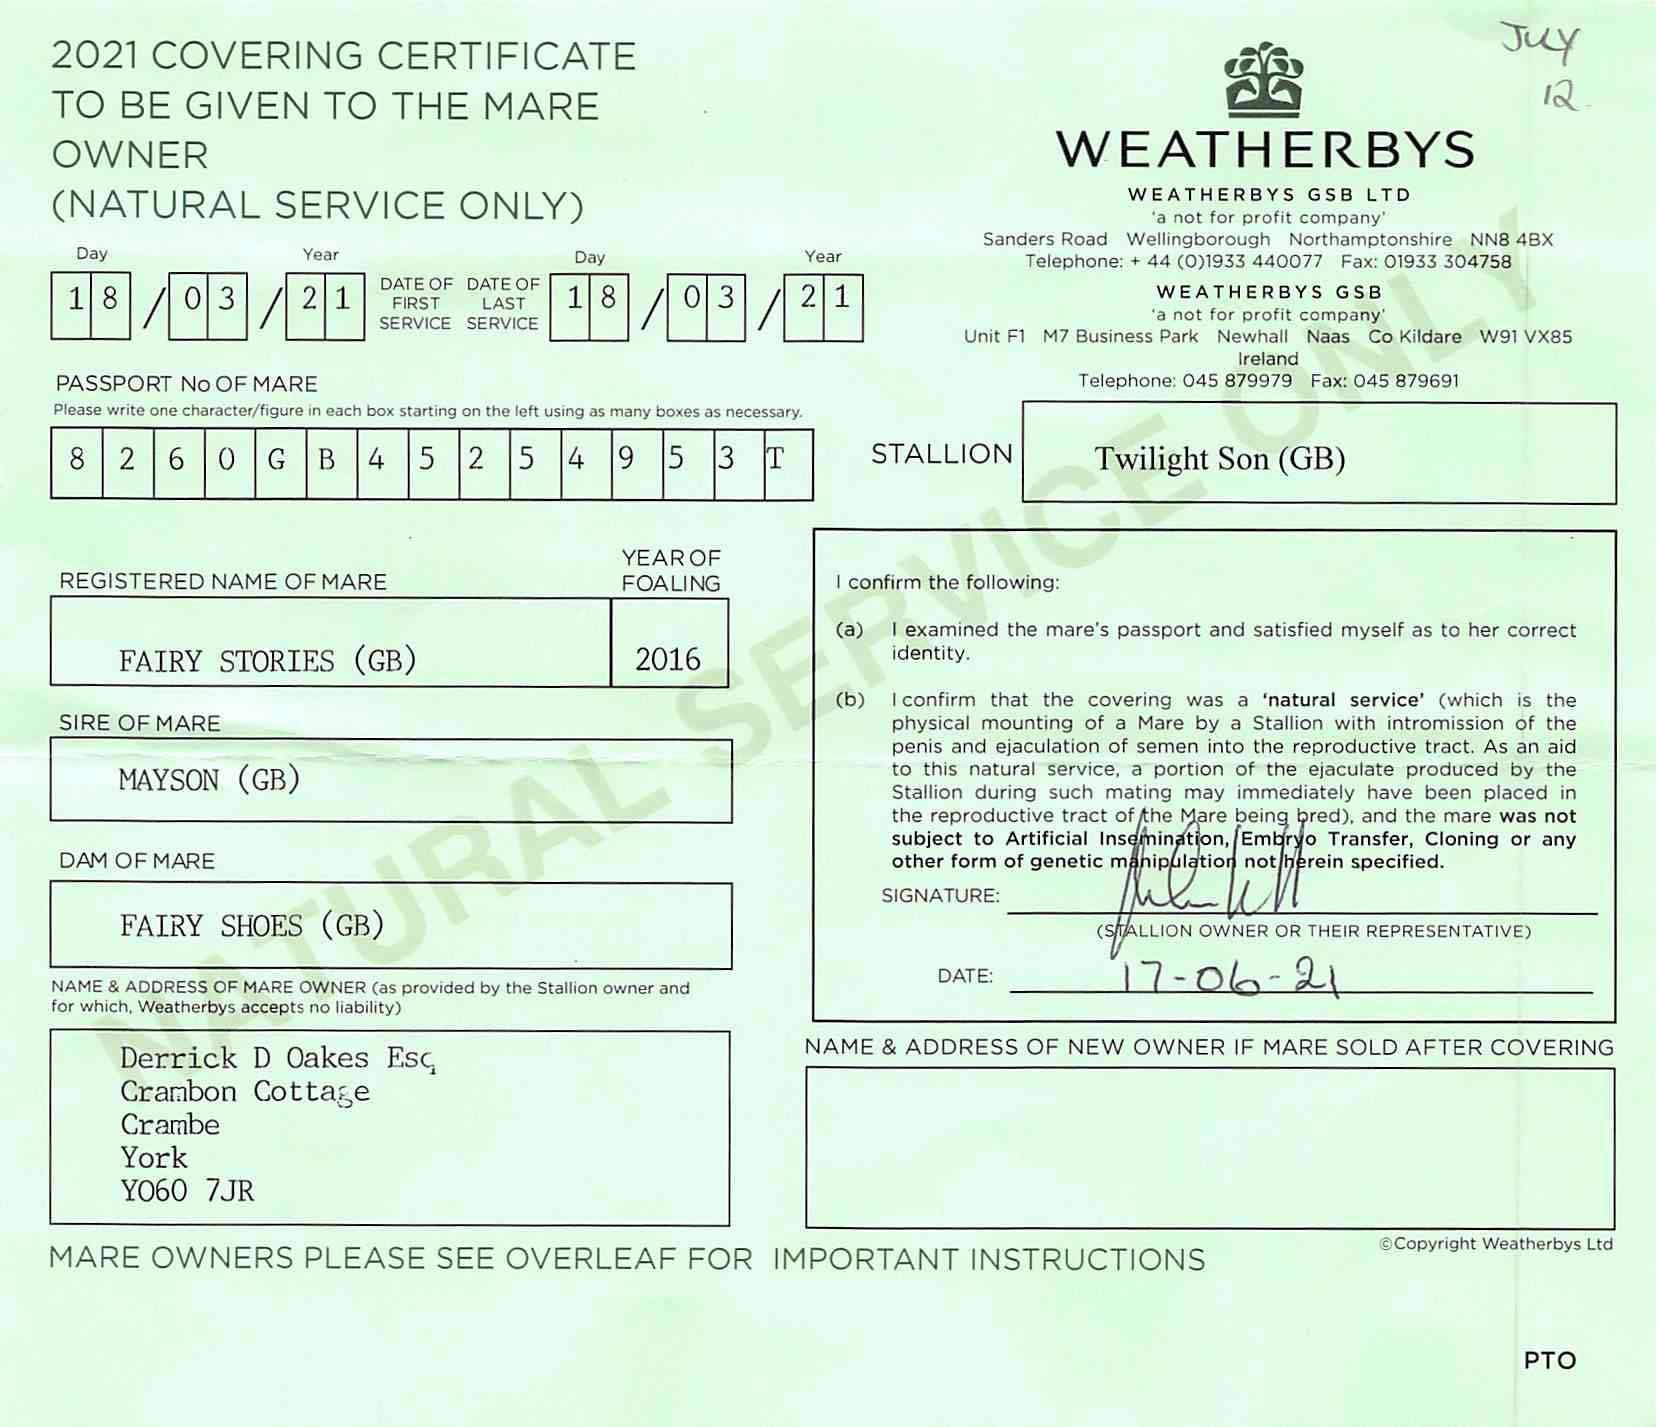 2021 COVERING CERTIFICATE
TO BE GIVEN TO THE MARE
OWNER
(NATURAL SERVICE ONLY)
JULY
12
WEATHERBYS
WEATHERBYS GSB LTD
'a not for profit company'
Sanders Road Wellingborough Northamptonshire NN8 4BX
Telephone: + 44 (0)1933 440077 Fax: 01933 304758
WEATHERBYS GSB
'a not for profit company'
Unit F1 M7 Business Park Newhall Naas Co Kildare W91 VX85
Ireland
Telephone: 045 879979 Fax: 045 879691
Day Year
18/03/21
DATE OF FIRST SERVICE
DATE OF LAST SERVICE
Day Year
18/03/21
PASSPORT No OF MARE
Please write one character/figure in each box starting on the left using as many boxes as necessary.
8260GB45254953T
STALLION
Twilight Son (GB)
REGISTERED NAME OF MARE
YEAR OF
FOALING
FAIRY STORIES (GB) 2016
SIRE OF MARE
MAYSON (GB)
DAM OF MARE
FAIRY SHOES (GB)
NAME & ADDRESS OF MARE OWNER (as provided by the Stallion owner and
for which, Weatherbys accepts no liability)
Derrick D Oakes Esq
Crambon Cottage
Crambe
York
YO60 7JR
I confirm the following:
(a) I examined the mare's passport and satisfied myself as to her correct
identity.
(b) I confirm that the covering was a 'natural service' (which is the
physical mounting of a Mare by a Stallion with intromission of the
penis and ejaculation of semen into the reproductive tract. As an aid
to this natural service, a portion of the ejaculate produced by the
Stallion during such mating may immediately have been placed in
the reproductive tract of the Mare being bred), and the mare was not
subject to Artificial Insemination, Embryo Transfer, Cloning or any
other form of genetic manipulation not herein specified.
SIGNATURE:
(STALLION OWNER OR THEIR REPRESENTATIVE)
DATE: 17-06-21
NAME & ADDRESS OF NEW OWNER IF MARE SOLD AFTER COVERING
©Copyright Weatherbys Ltd
MARE OWNERS PLEASE SEE OVERLEAF FOR IMPORTANT INSTRUCTIONS
PTO
NATURAL SERVICE ONLY